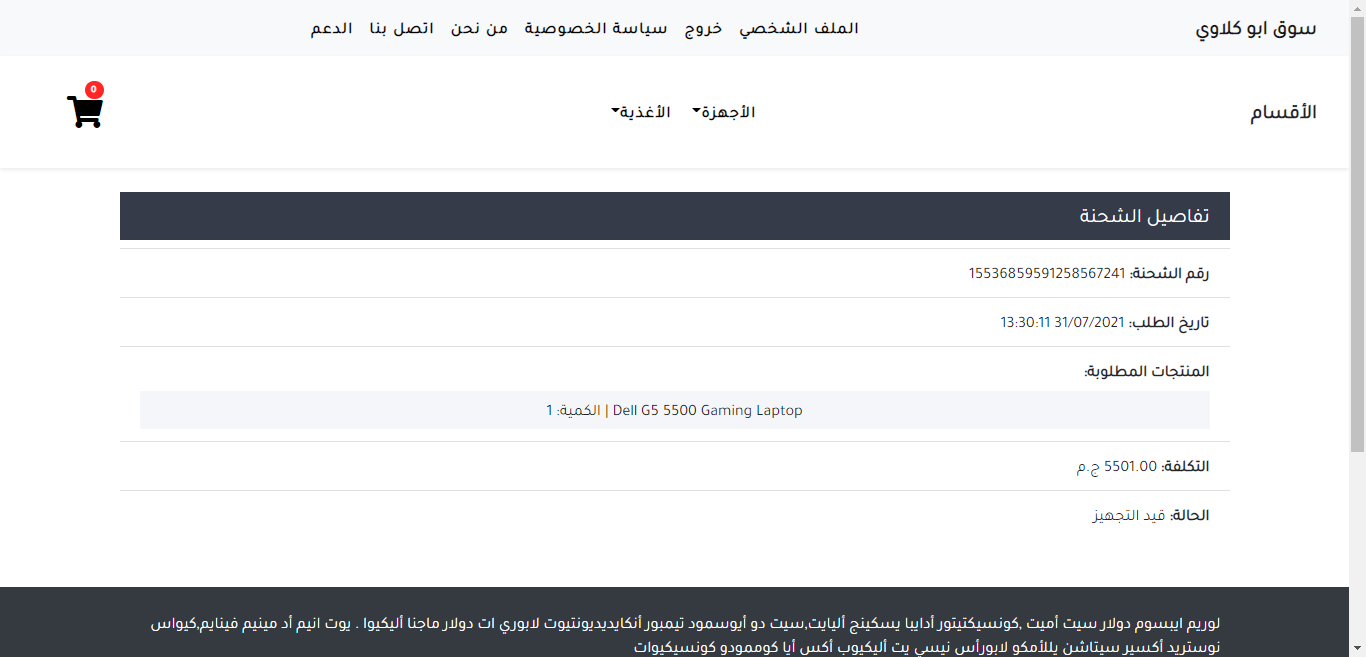 سوق ابو كلاوي
الملف الشخصي خروج سياسة الخصوصية من نحن اتصل بنا الدعم
الأقسام
الأجهزة الأغذية
0
تفاصيل الشحنة
رقم الشحنة: 15536859591258567241
تاريخ الطلب: 31/07/2021 13:30:11
المنتجات المطلوبة:
Dell G5 5500 Gaming Laptop | الكمية: 1
التكلفة: 5501.00 ج.م
الحالة: قيد التجهيز
لوريم ايبسوم دولار سيت أميت ,كونسيكتيتور أدايبا يسكينج أليايت,سيت دو أيوسمود تيمبور أنكايديديونتيوت لابوري ات دولار ماجنا أليكيوا . يوت انيم أد مينيم فينايم,كيواس
نوستريد أكسير سيتاشن يللأمكو لابورأس نيسي يت أليكيوب أكس أيا كوممودو كونسيكيوات